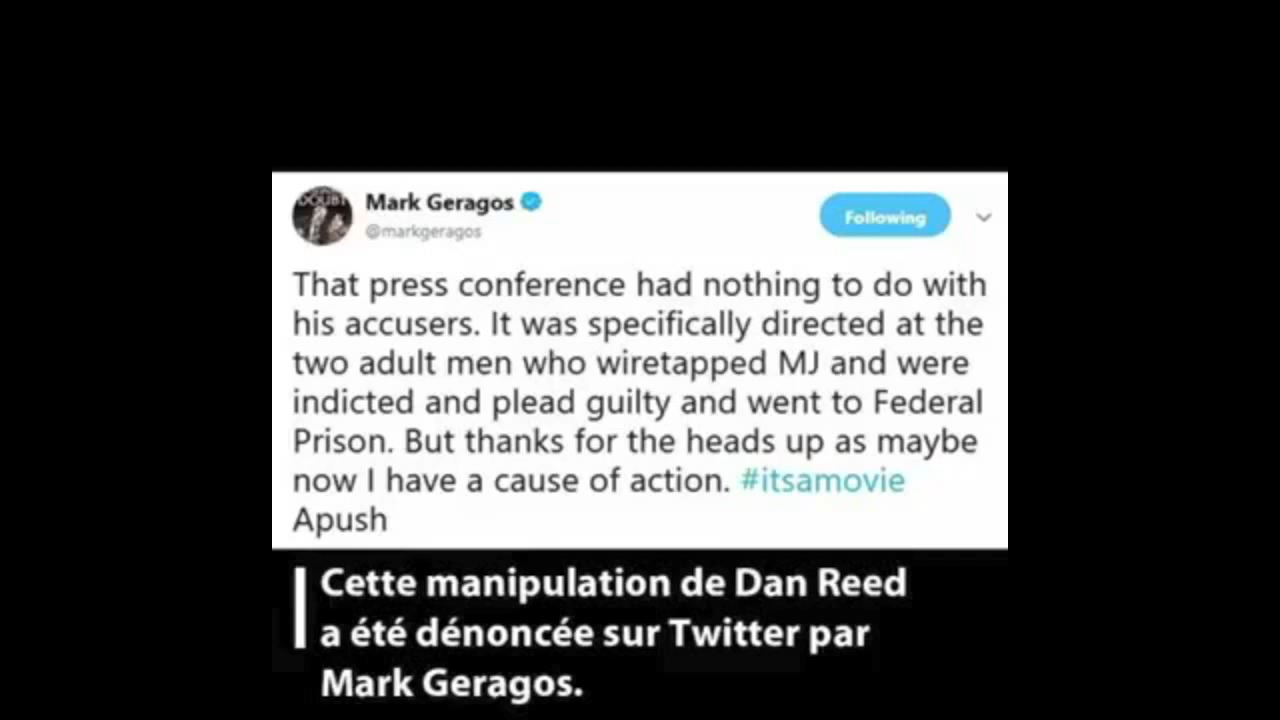 Mark Geragos
@markgeragos
Following
That press conference had nothing to do with
his accusers. It was specifically directed at the
two adult men who wiretapped MJ and were
indicted and plead guilty and went to Federal
Prison. But thanks for the heads up as maybe
now I have a cause of action. #itsamovie
Apush
Cette manipulation de Dan Reed
a été dénoncée sur Twitter par
Mark Geragos.